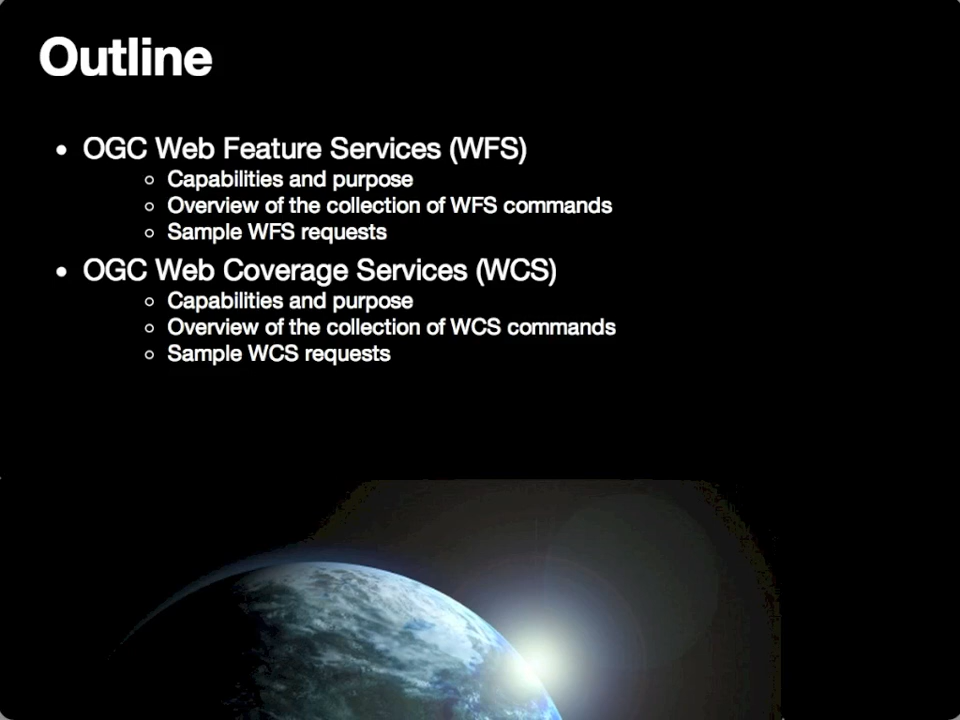 Outline
• OGC Web Feature Services (WFS)
○ Capabilities and purpose
○ Overview of the collection of WFS commands
○ Sample WFS requests
• OGC Web Coverage Services (WCS)
○ Capabilities and purpose
○ Overview of the collection of WCS commands
○ Sample WCS requests